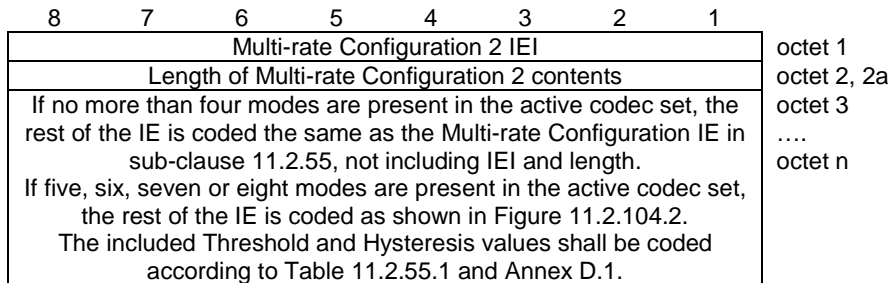 8 7 6 5 4 3 2 1
Multi-rate Configuration 2 IEI octet 1
Length of Multi-rate Configuration 2 contents octet 2, 2a
If no more than four modes are present in the active codec set, the octet 3
rest of the IE is coded the same as the Multi-rate Configuration IE in ….
sub-clause 11.2.55, not including IEI and length. octet n
If five, six, seven or eight modes are present in the active codec set,
the rest of the IE is coded as shown in Figure 11.2.104.2.
The included Threshold and Hysteresis values shall be coded
according to Table 11.2.55.1 and Annex D.1.